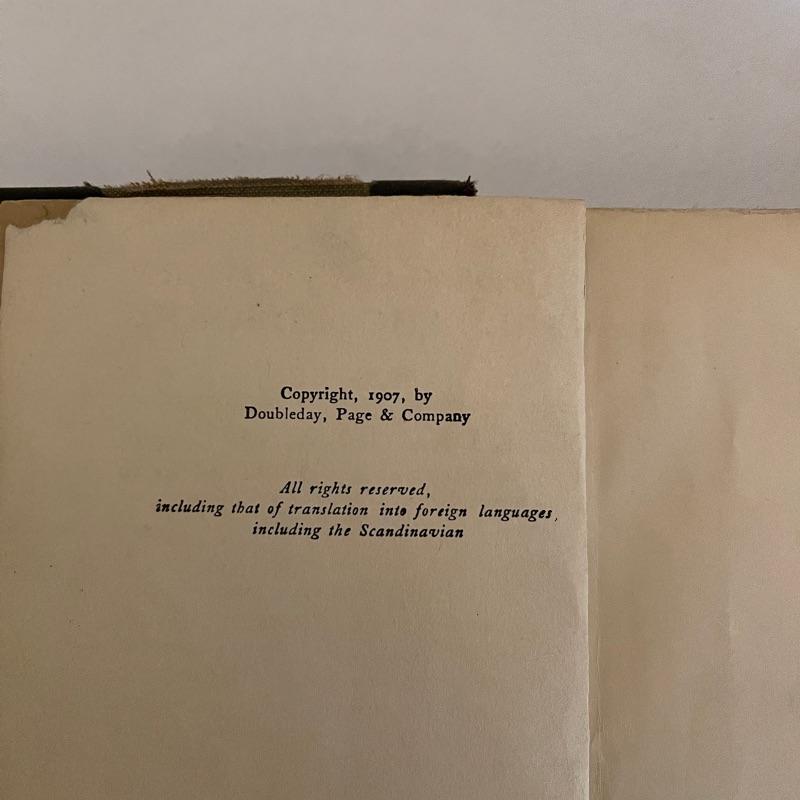 Copyright, 1907, by
Doubleday, Page & Company
All rights reserved,
including that of translation into foreign languages,
including the Scandinavian